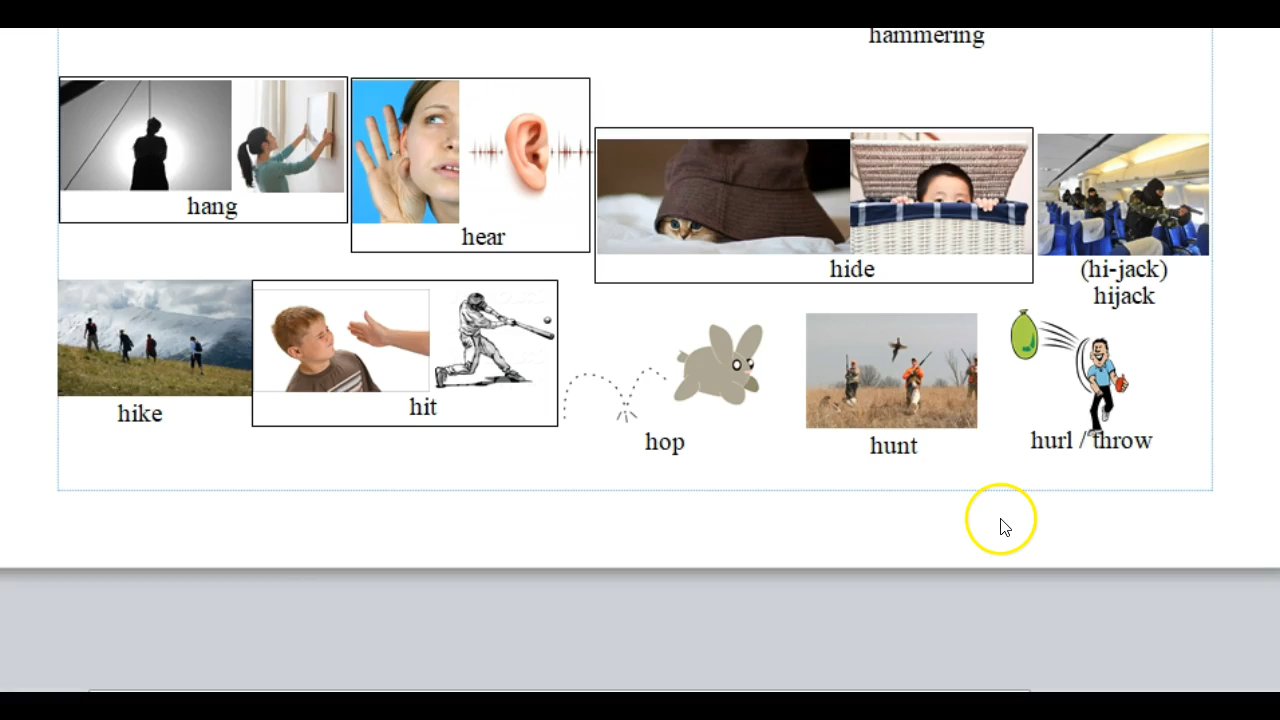 hammering
hang
hear
hide
(hi-jack)
hijack
hike
hit
hop
hunt
hurl / throw